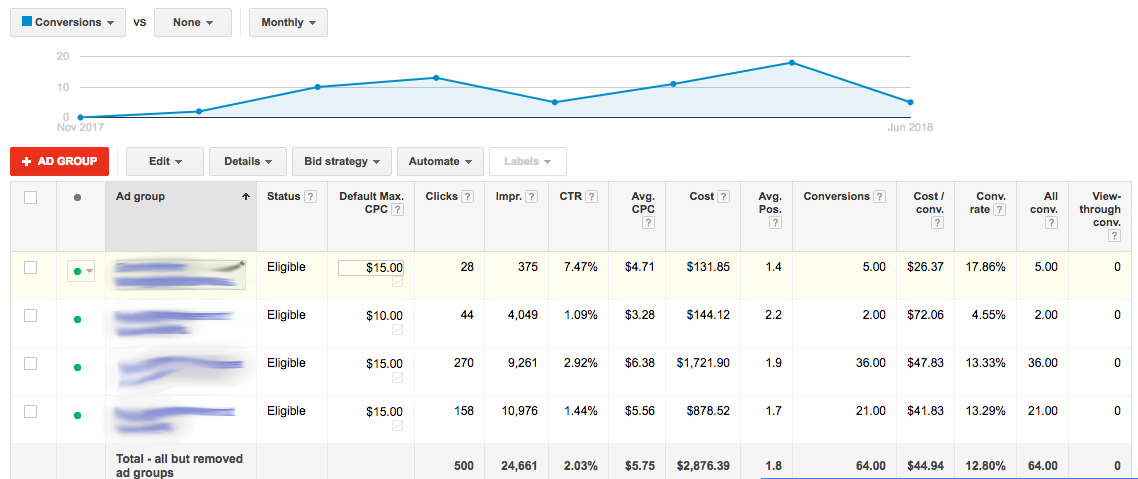 Conversions vs None Monthly
20
10
0
Nov 2017 Jun 2018
+ AD GROUP Edit Details Bid strategy Automate Labels
Ad group Status ? Default Max. CPC ? Clicks ? Impr. ? CTR ? Avg. CPC ? Cost ? Avg. Pos. ? Conversions ? Cost / conv. ? Conv. rate ? All conv. ? View-through conv. ?
Eligible $15.00 28 375 7.47% $4.71 $131.85 1.4 5.00 $26.37 17.86% 5.00 0
Eligible $10.00 44 4,049 1.09% $3.28 $144.12 2.2 2.00 $72.06 4.55% 2.00 0
Eligible $15.00 270 9,261 2.92% $6.38 $1,721.90 1.9 36.00 $47.83 13.33% 36.00 0
Eligible $15.00 158 10,976 1.44% $5.56 $878.52 1.7 21.00 $41.83 13.29% 21.00 0
Total - all but removed ad groups 500 24,661 2.03% $5.75 $2,876.39 1.8 64.00 $44.94 12.80% 64.00 0